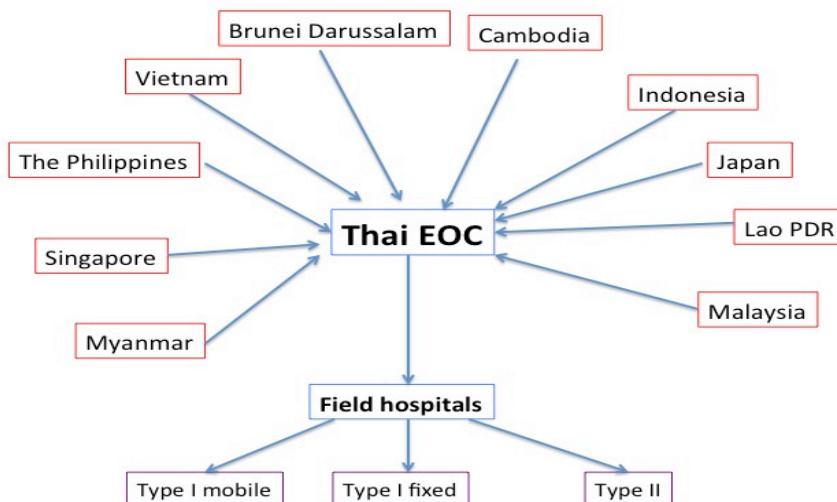 Brunei Darussalam
Cambodia
Vietnam
Indonesia
The Philippines
Japan
Thai EOC
Lao PDR
Singapore
Malaysia
Myanmar
Field hospitals
Type I mobile
Type I fixed
Type II